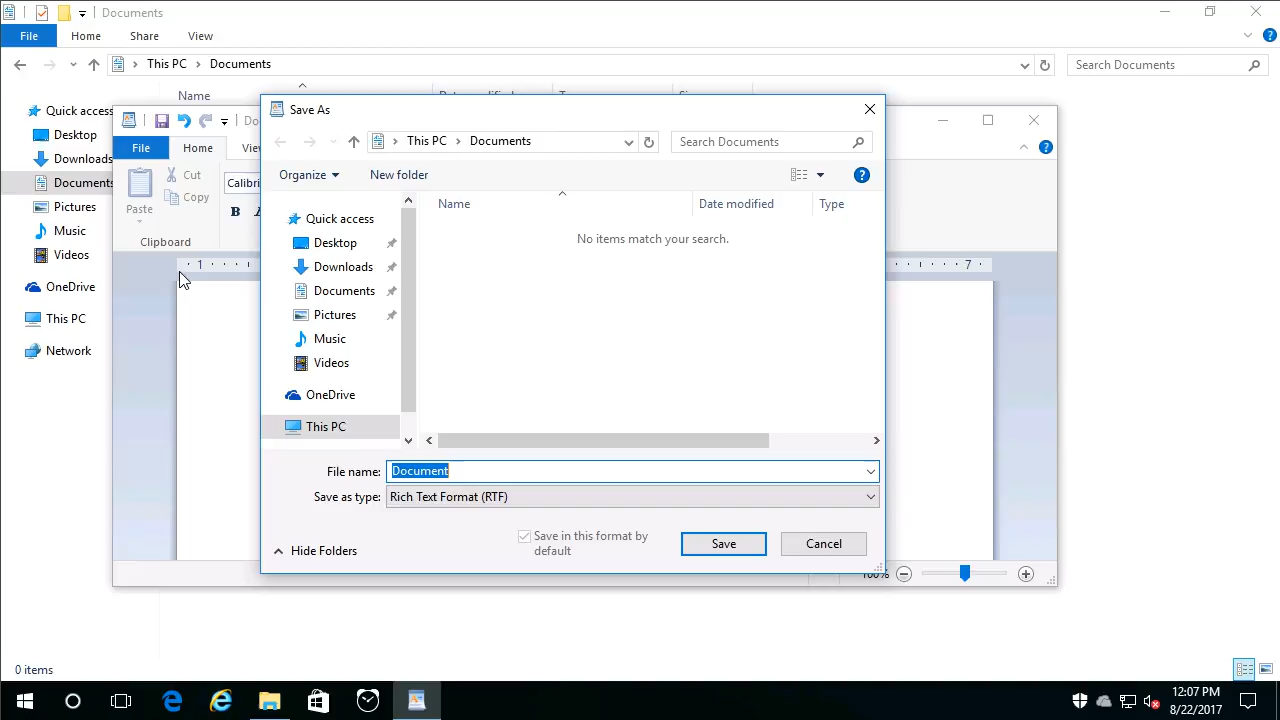 Documents
File Home Share View
This PC Documents Search Documents
Name
Quick access
Desktop
Downloads
Documents
Pictures
Music
Videos
OneDrive
This PC
Network
File Home
Paste Cut
Copy
Calibri
B
Clipboard
1 7
100%
Save As
This PC Documents Search Documents
Organize New folder
Name Date modified Type
No items match your search.
Quick access
Desktop
Downloads
Documents
Pictures
Music
Videos
OneDrive
This PC
File name: Document
Save as type: Rich Text Format (RTF)
Save in this format by
default
Hide Folders Save Cancel
0 items
12:07 PM
8/22/2017